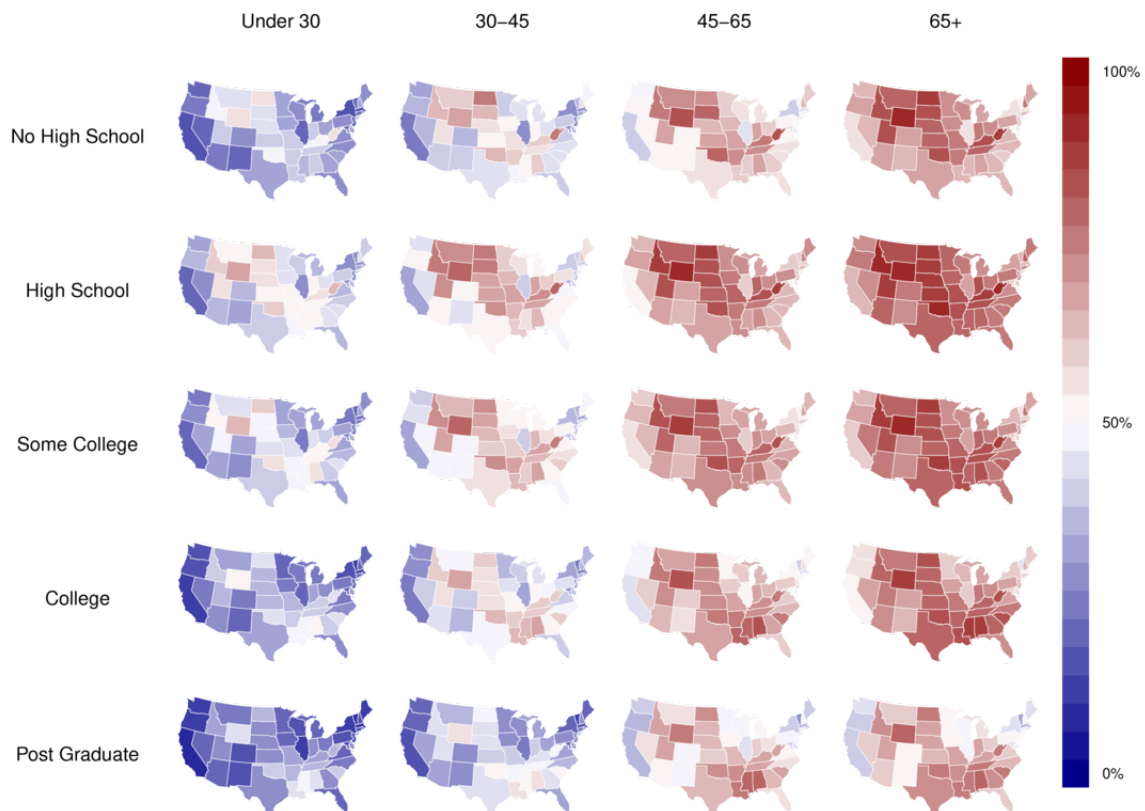 Under 30
30–45
45–65
65+
100%
No High School
High School
50%
Some College
College
Post Graduate
0%